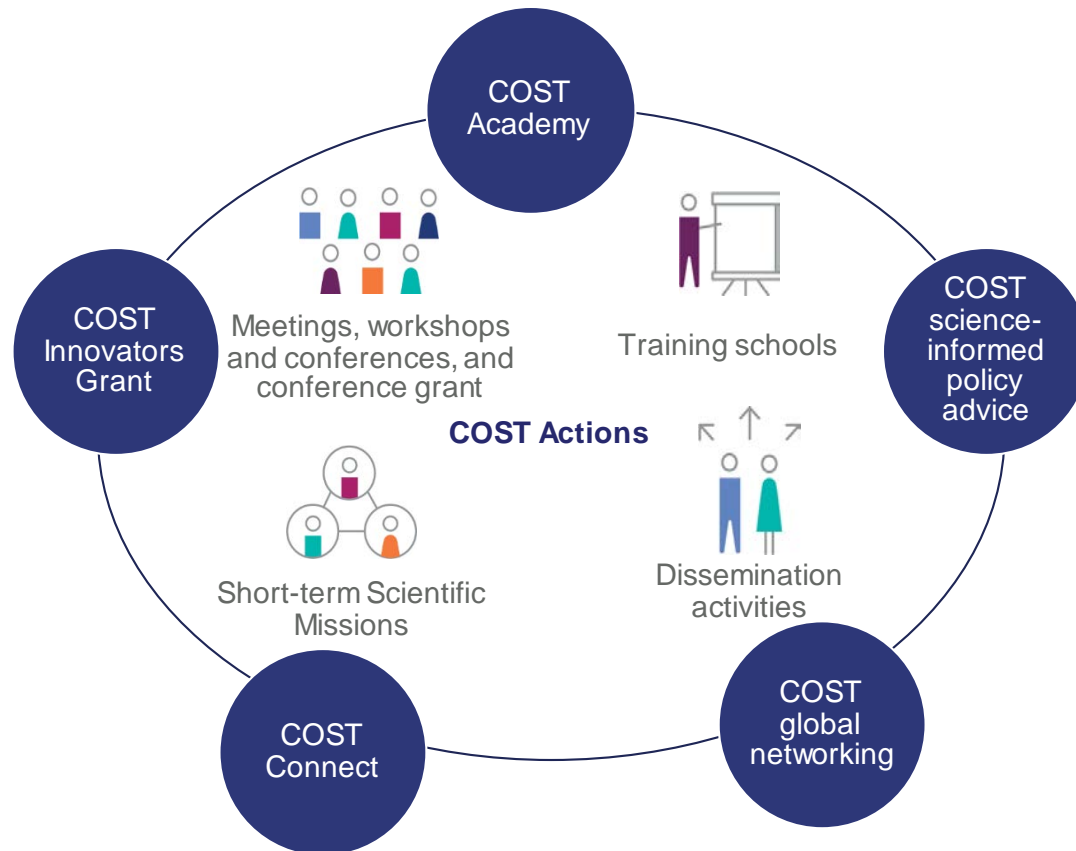 COST
Academy
Meetings, workshops
and conferences, and
conference grant
Training schools
COST
Innovators
Grant
COST
science-
informed
policy
advice
COST Actions
Short-term Scientific
Missions
Dissemination
activities
COST
Connect
COST
global
networking